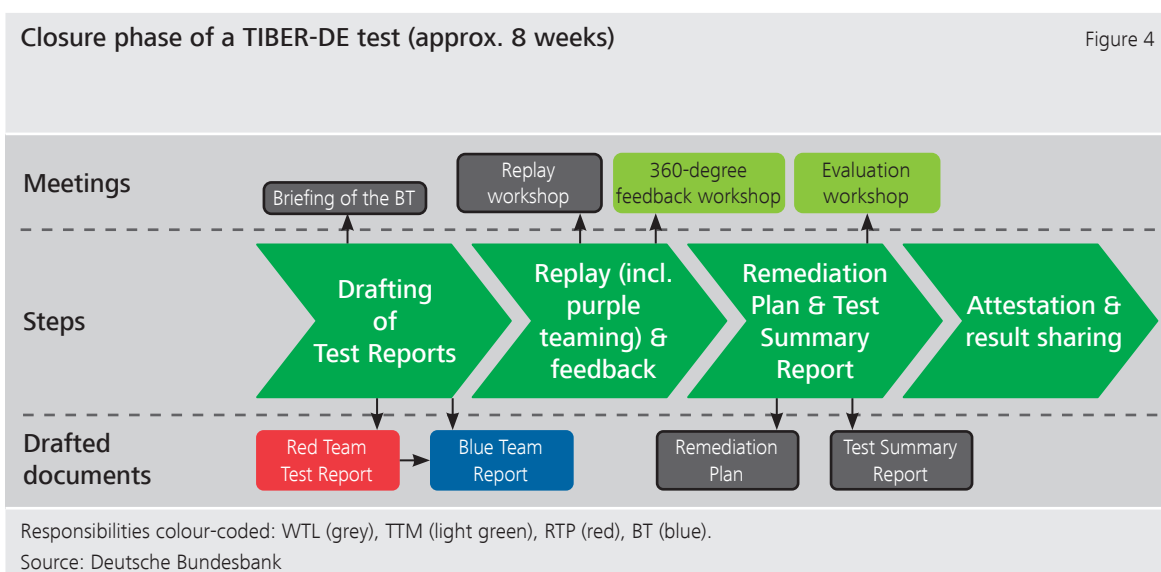 Closure phase of a TIBER-DE test (approx. 8 weeks)
Figure 4
Meetings
Briefing of the BT
Replay
workshop
360-degree
feedback workshop
Evaluation
workshop
Steps
Drafting
of
Test Reports
Replay (incl.
purple
teaming) &
feedback
Remediation
Plan & Test
Summary
Report
Attestation &
result sharing
Drafted
documents
Red Team
Test Report
Blue Team
Report
Remediation
Plan
Test Summary
Report
Responsibilities colour-coded: WTL (grey), TTM (light green), RTP (red), BT (blue).
Source: Deutsche Bundesbank